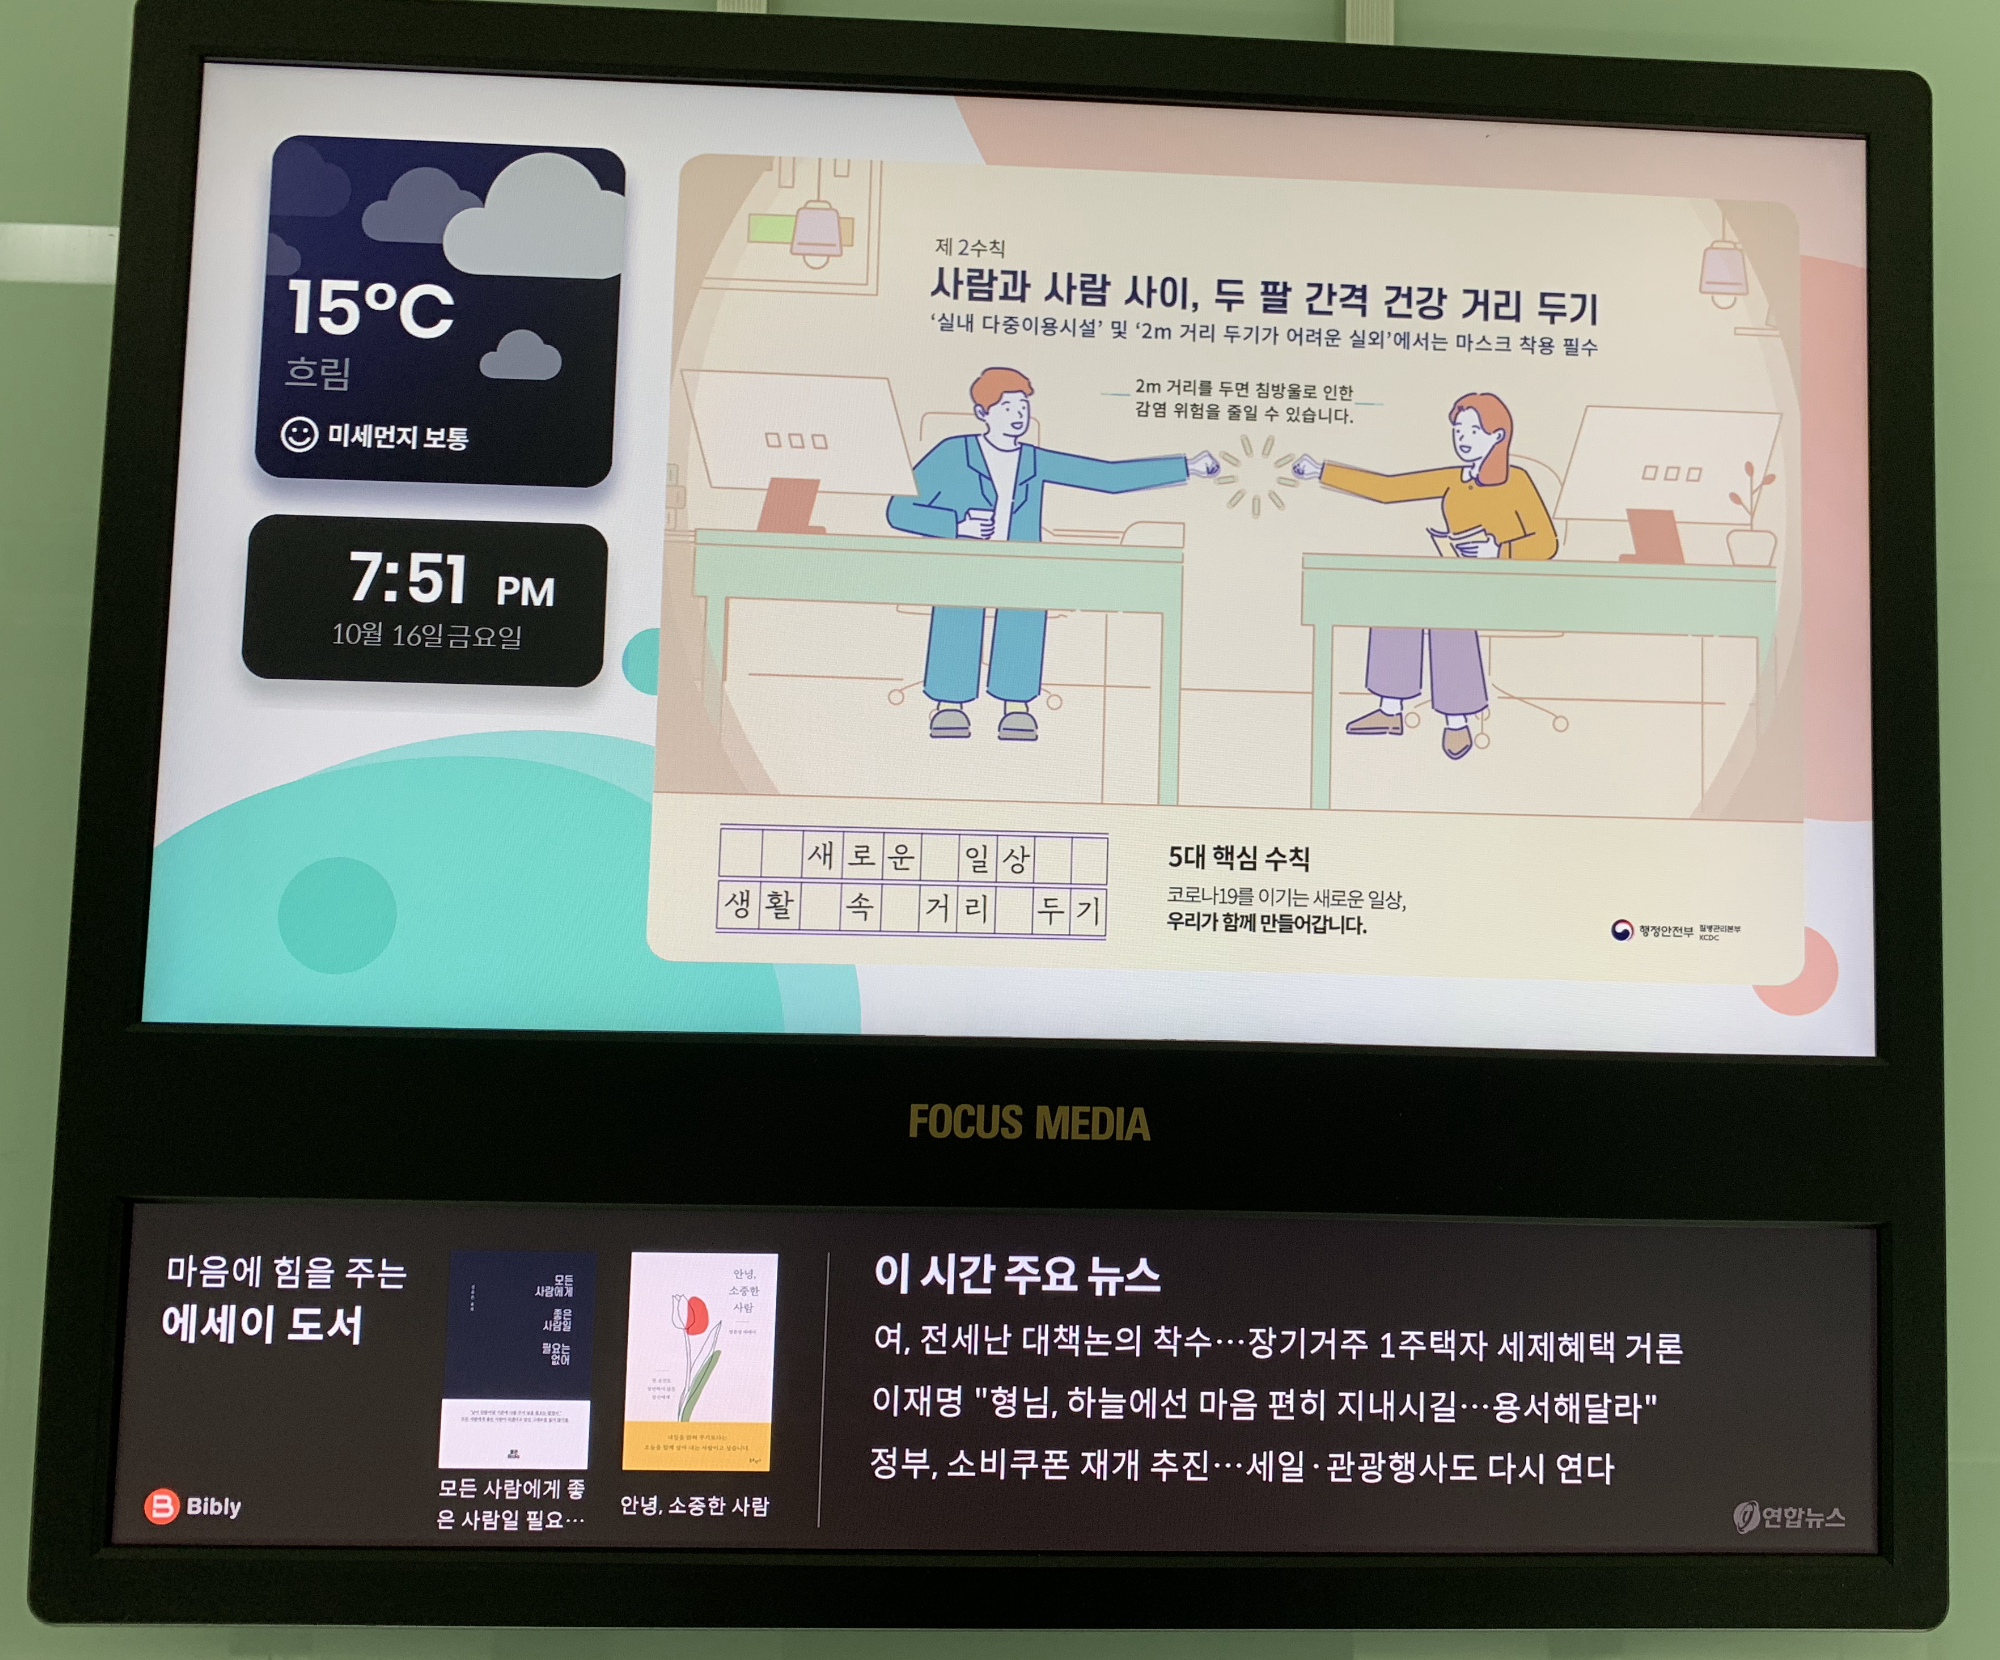 15°C
흐림
미세먼지 보통
7:51 PM
10월 16일 금요일
제 2수칙
사람과 사람 사이, 두 팔 간격 건강 거리 두기
‘실내 다중이용시설’ 및 ‘2m 거리 두기가 어려운 실외’에서는 마스크 착용 필수
2m 거리를 두면 침방울로 인한
감염 위험을 줄일 수 있습니다.
새로운 일상
생활 속 거리 두기
5대 핵심 수칙
코로나19를 이기는 새로운 일상,
우리가 함께 만들어갑니다.
행정안전부
질병관리본부
KCDC
FOCUS MEDIA
마음에 힘을 주는
에세이 도서
모든
사람에게
좋은
사람일
필요는
없어
모든 사람에게 좋
은 사람일 필요…
안녕,
소중한
사람
안녕, 소중한 사람
Bibly
이 시간 주요 뉴스
여, 전세난 대책논의 착수…장기거주 1주택자 세제혜택 거론
이재명 "형님, 하늘에선 마음 편히 지내시길…용서해달라"
정부, 소비쿠폰 재개 추진…세일·관광행사도 다시 연다
연합뉴스